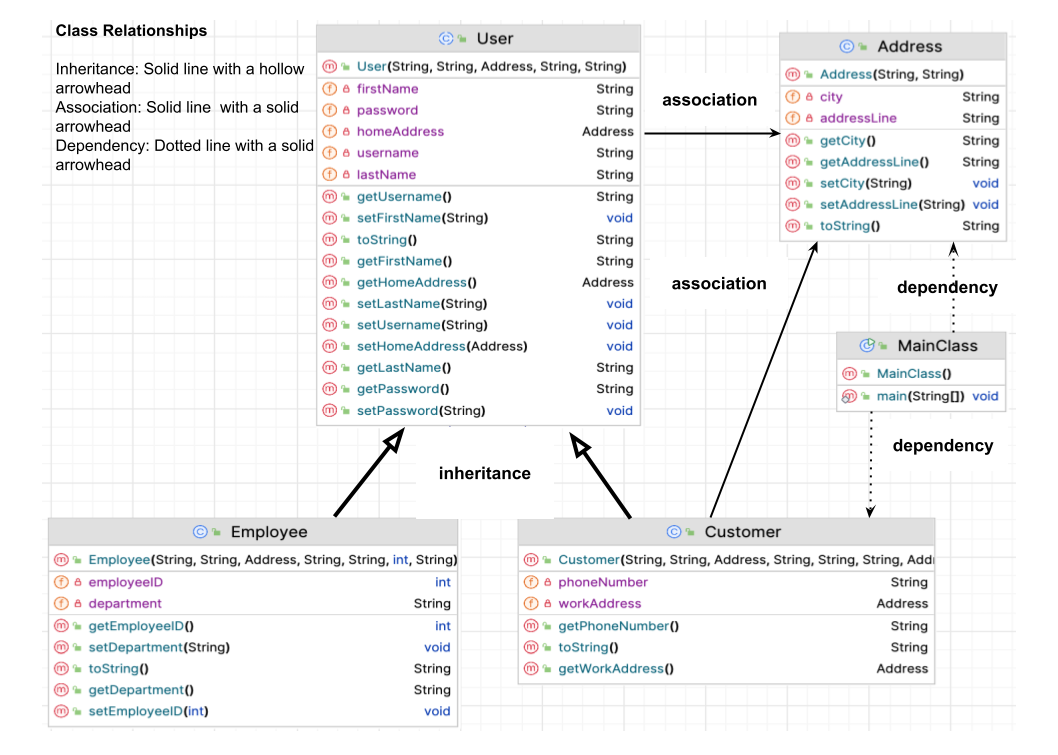 Class Relationships
Inheritance: Solid line with a hollow
arrowhead
Association: Solid line with a solid
arrowhead
Dependency: Dotted line with a solid
arrowhead
User
User(String, String, Address, String, String)
firstName String
password String
homeAddress Address
username String
lastName String
getUsername() String
setFirstName(String) void
toString() String
getFirstName() String
getHomeAddress() Address
setLastName(String) void
setUsername(String) void
setHomeAddress(Address) void
getLastName() String
getPassword() String
setPassword(String) void
association
Address
Address(String, String)
city String
addressLine String
getCity() String
getAddressLine() String
setCity(String) void
setAddressLine(String) void
toString() String
association
dependency
MainClass
MainClass()
main(String[]) void
dependency
inheritance
Employee
Employee(String, String, Address, String, String, int, String)
employeeID int
department String
getEmployeeID() int
setDepartment(String) void
toString() String
getDepartment() String
setEmployeeID(int) void
Customer
Customer(String, String, Address, String, String, String, Addr
phoneNumber String
workAddress Address
getPhoneNumber() String
toString() String
getWorkAddress() Address